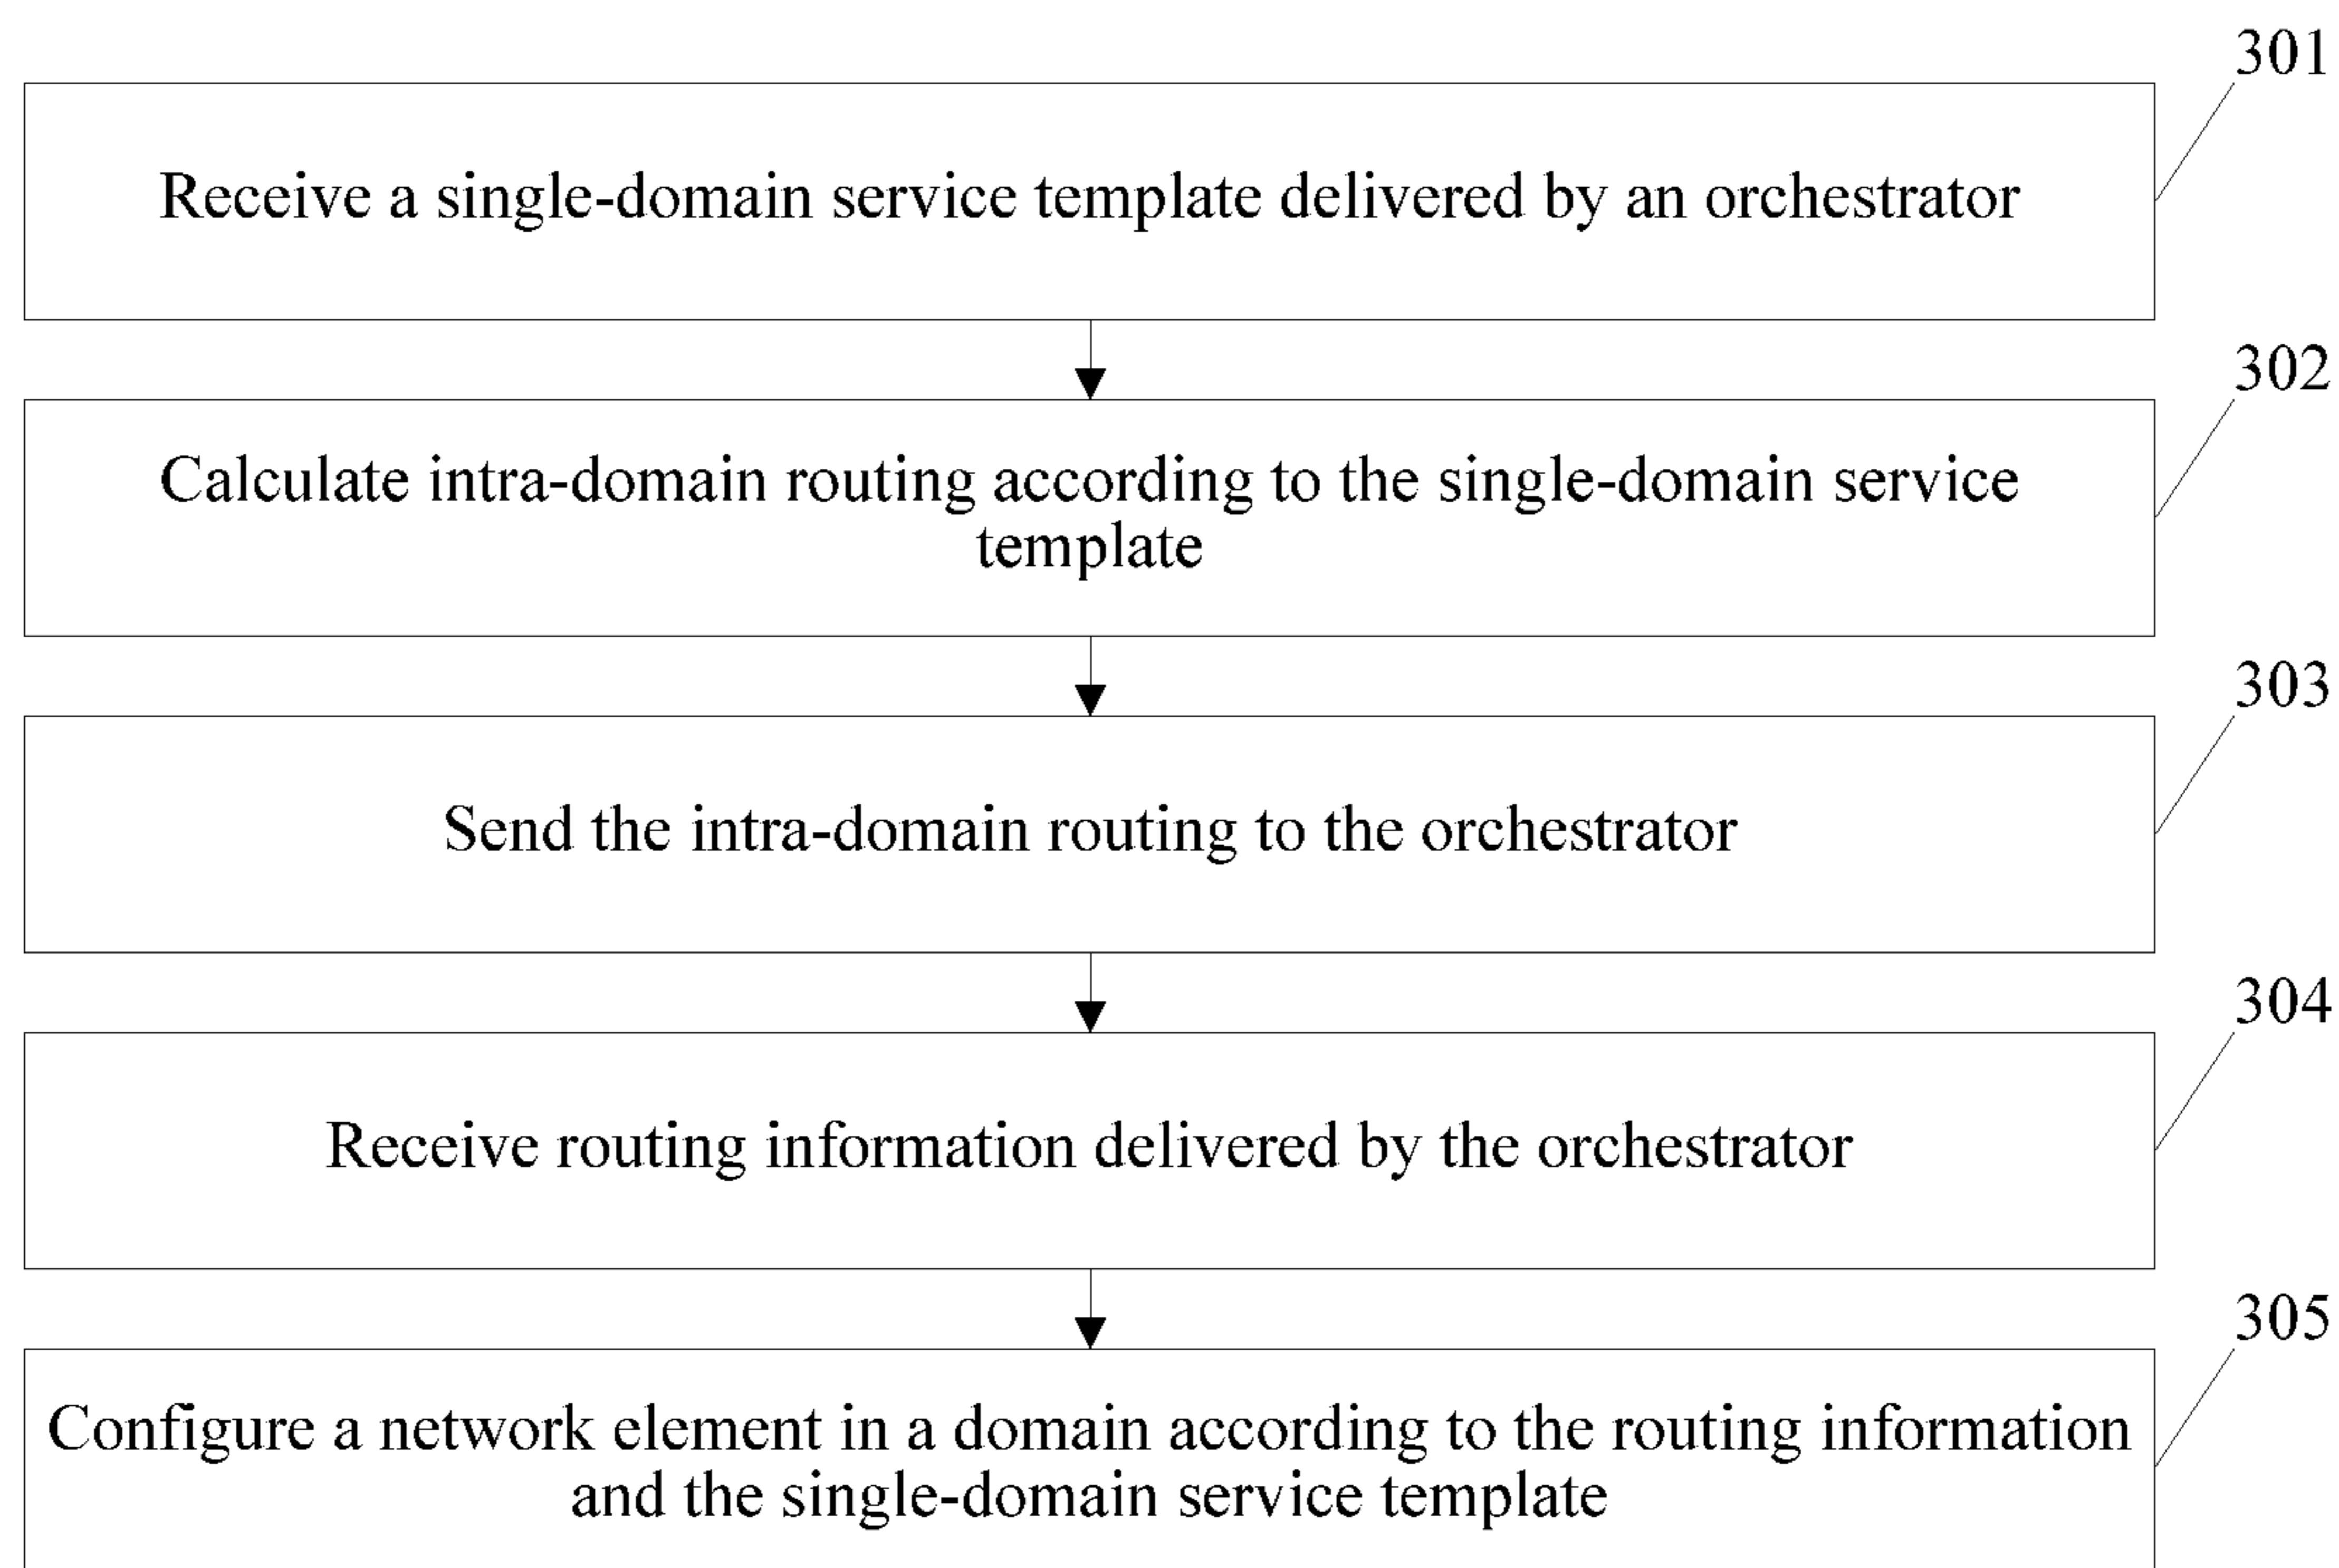 301
Receive a single-domain service template delivered by an orchestrator
302
Calculate intra-domain routing according to the single-domain service
template
303
Send the intra-domain routing to the orchestrator
304
Receive routing information delivered by the orchestrator
305
Configure a network element in a domain according to the routing information
and the single-domain service template